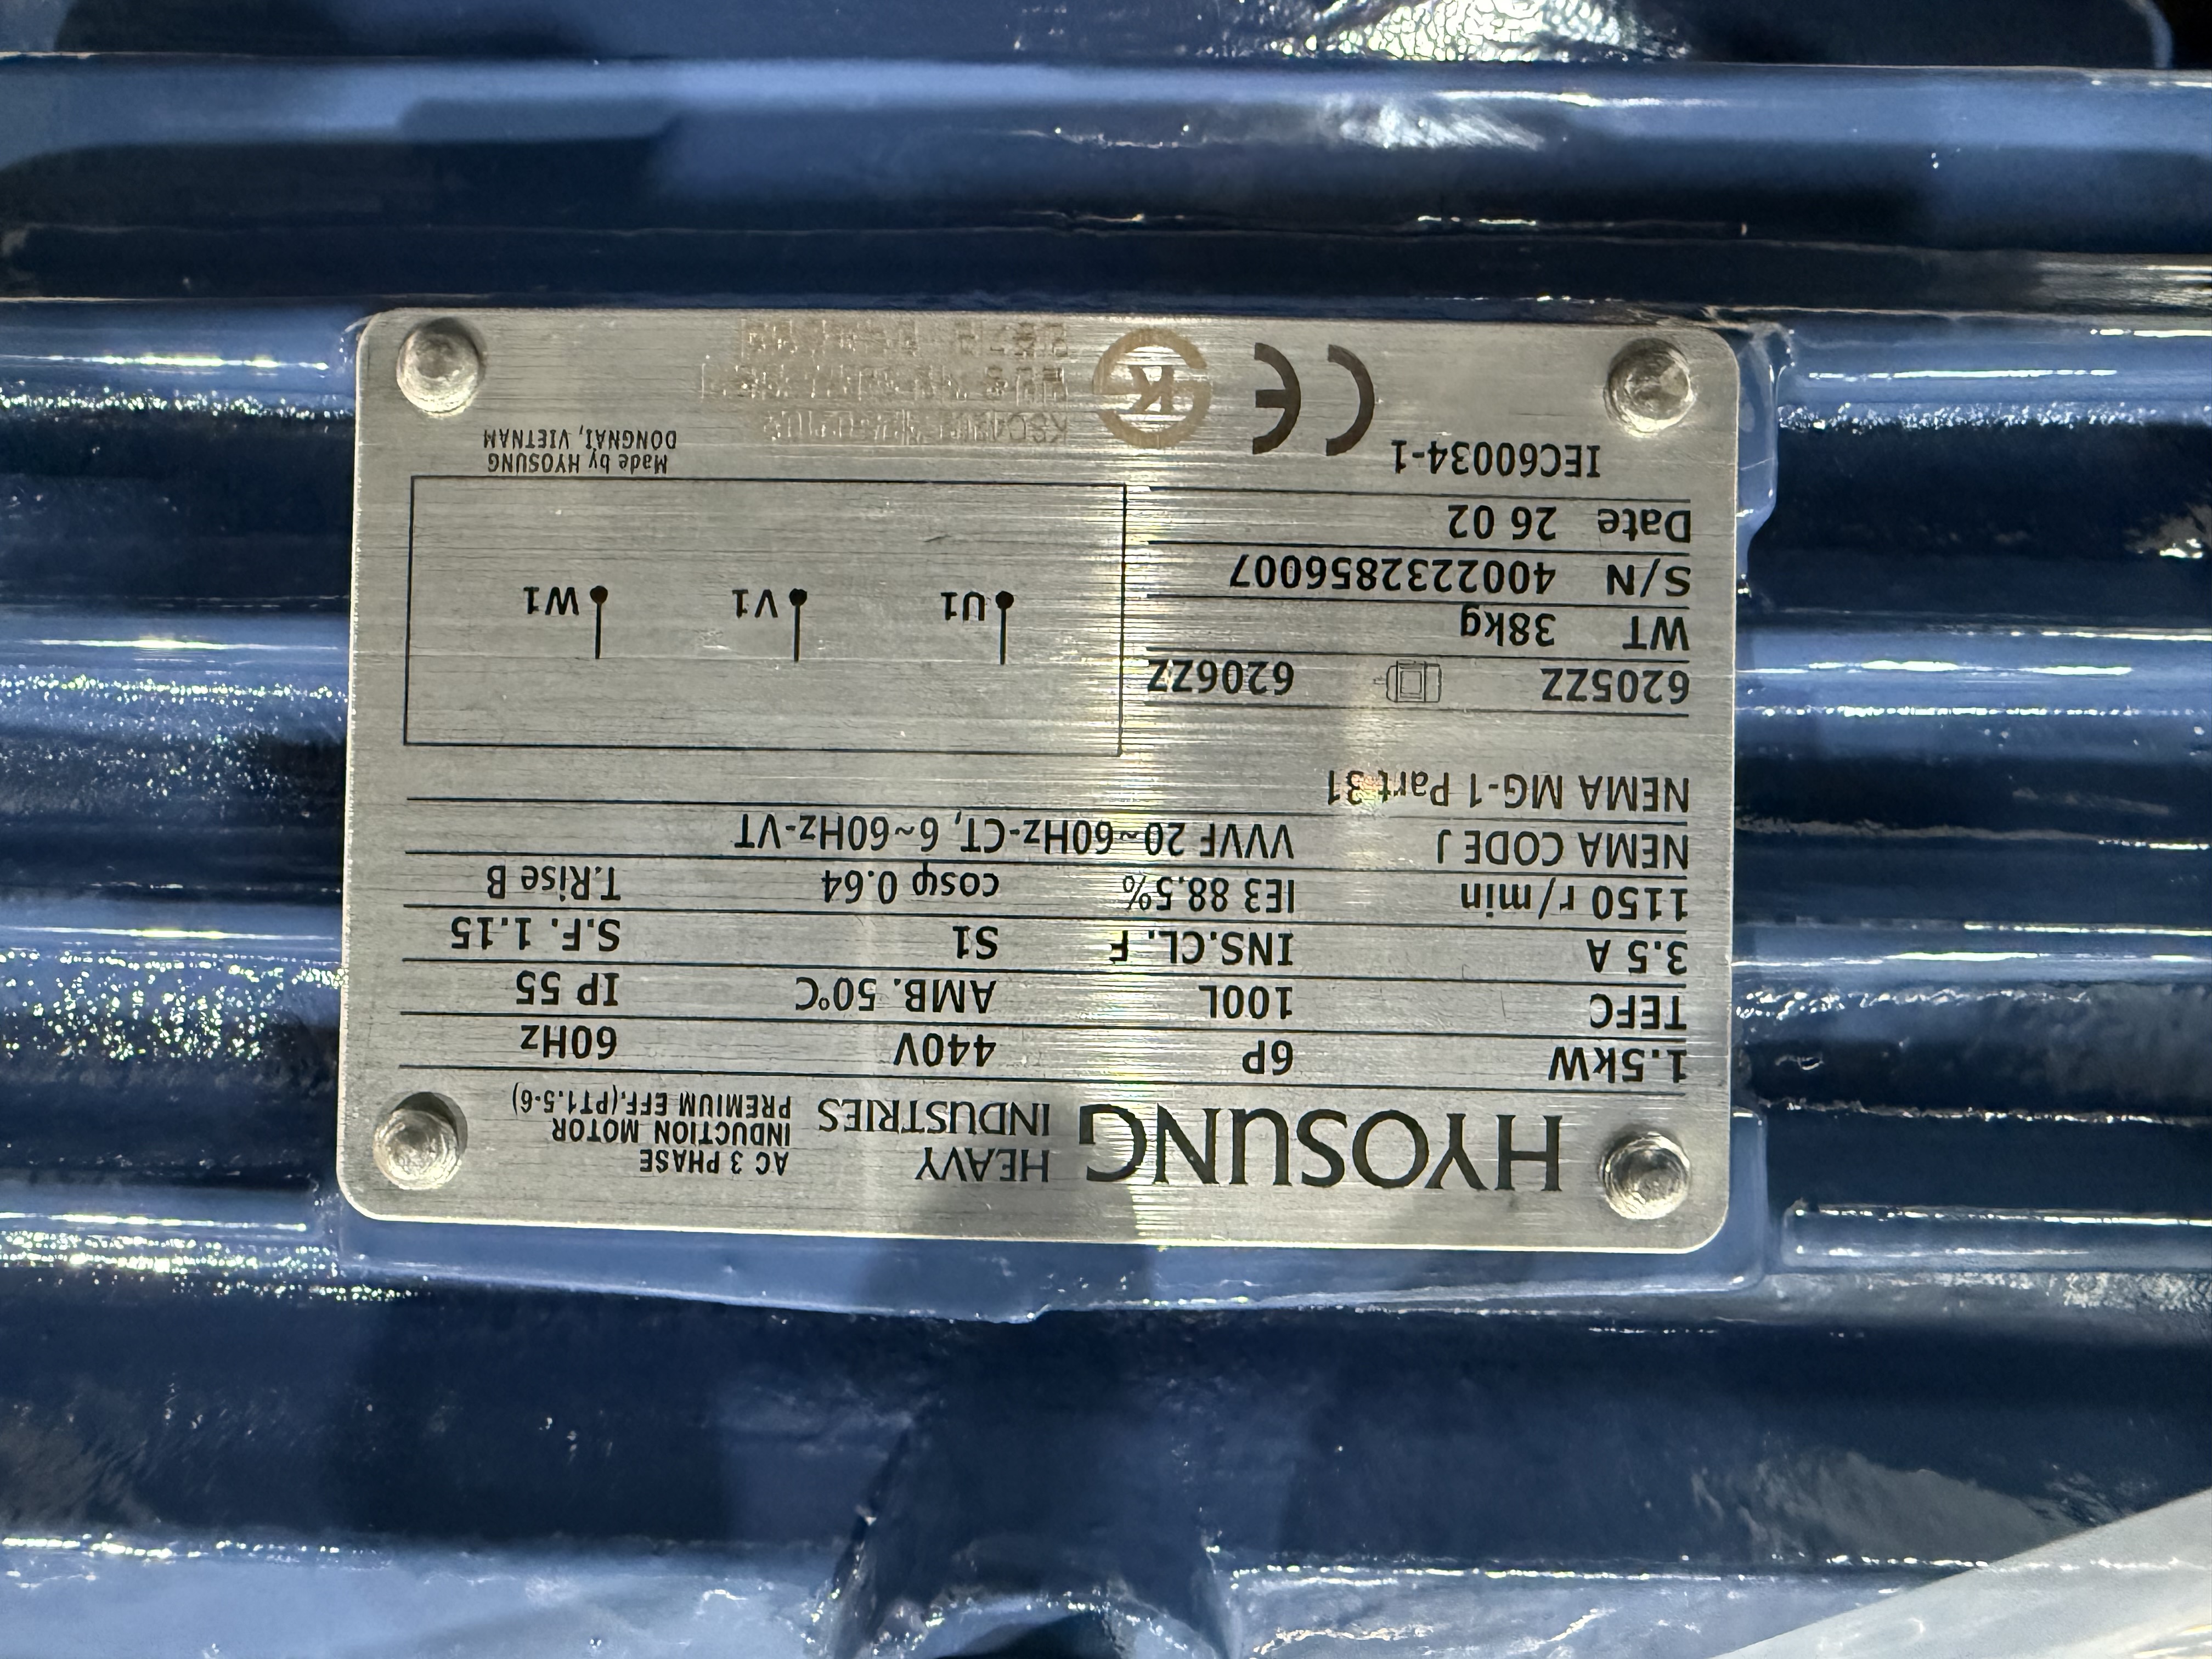 HYOSUNG HEAVY INDUSTRIES
AC 3 PHASE
INDUCTION MOTOR
PREMIUM EFF.(PT1.5-6)
1.5kW 6P 440V 60Hz
TEFC 100L AMB. 50℃ IP 55
3.5 A INS.CL. F S1 S.F. 1.15
1150 r/min IE3 88.5% cosφ 0.64 T.Rise B
NEMA CODE J VVVF 20~60Hz-CT, 6~60Hz-VT
NEMA MG-1 Part 31
6205ZZ 6206ZZ
WT 38kg
S/N 4002232856007
Date 26 02
U1 V1 W1
IEC60034-1
CE
Made by HYOSUNG
DONGNAI, VIETNAM